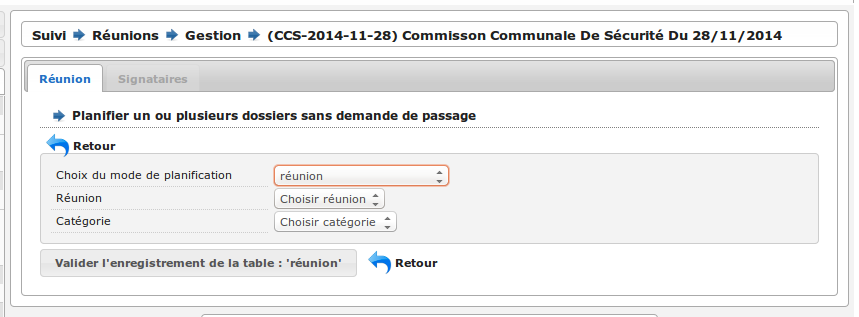 Suivi Réunions Gestion (CCS-2014-11-28) Commisson Communale De Sécurité Du 28/11/2014
Réunion Signataires
Planifier un ou plusieurs dossiers sans demande de passage
Retour
Choix du mode de planification réunion
Réunion Choisir réunion
Catégorie Choisir catégorie
Valider l'enregistrement de la table : 'réunion' Retour